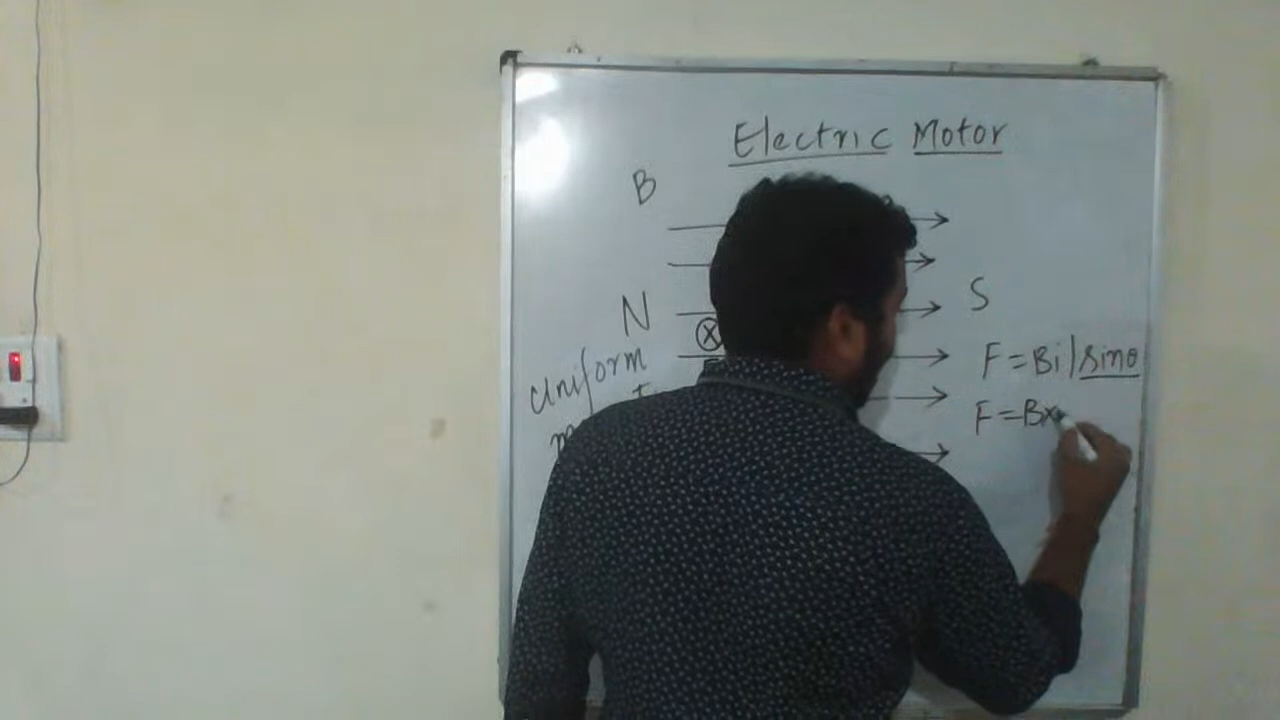 Electric Motor
B
N
S
Uniform
F = Bil sinθ
F = Bx